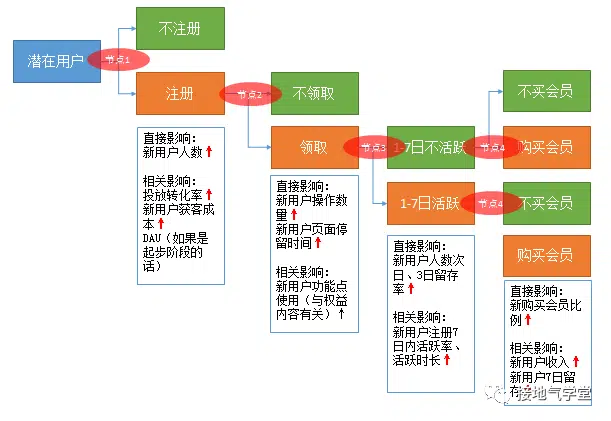 不注册
潜在用户
节点1
注册
节点2
不领取
领取
节点3
1-7日不活跃
节点4
不买会员
购买会员
1-7日活跃
节点4
不买会员
购买会员
直接影响：
新用户人数↑
相关影响：
投放转化率↑
新用户获客成
本↑
DAU（如果是
起步阶段的
话）
直接影响：
新用户操作数
量↑
新用户页面停
留时间↑
相关影响：
新用户功能点
使用（与权益
内容有关）↑
直接影响：
新用户人数次
日、3日留存
率↑
相关影响：
新用户注册7
日内活跃率、
活跃时长↑
直接影响：
新购买会员比
例↑
相关影响：
新用户收入↑
新用户7日留
存↑
接地气学堂